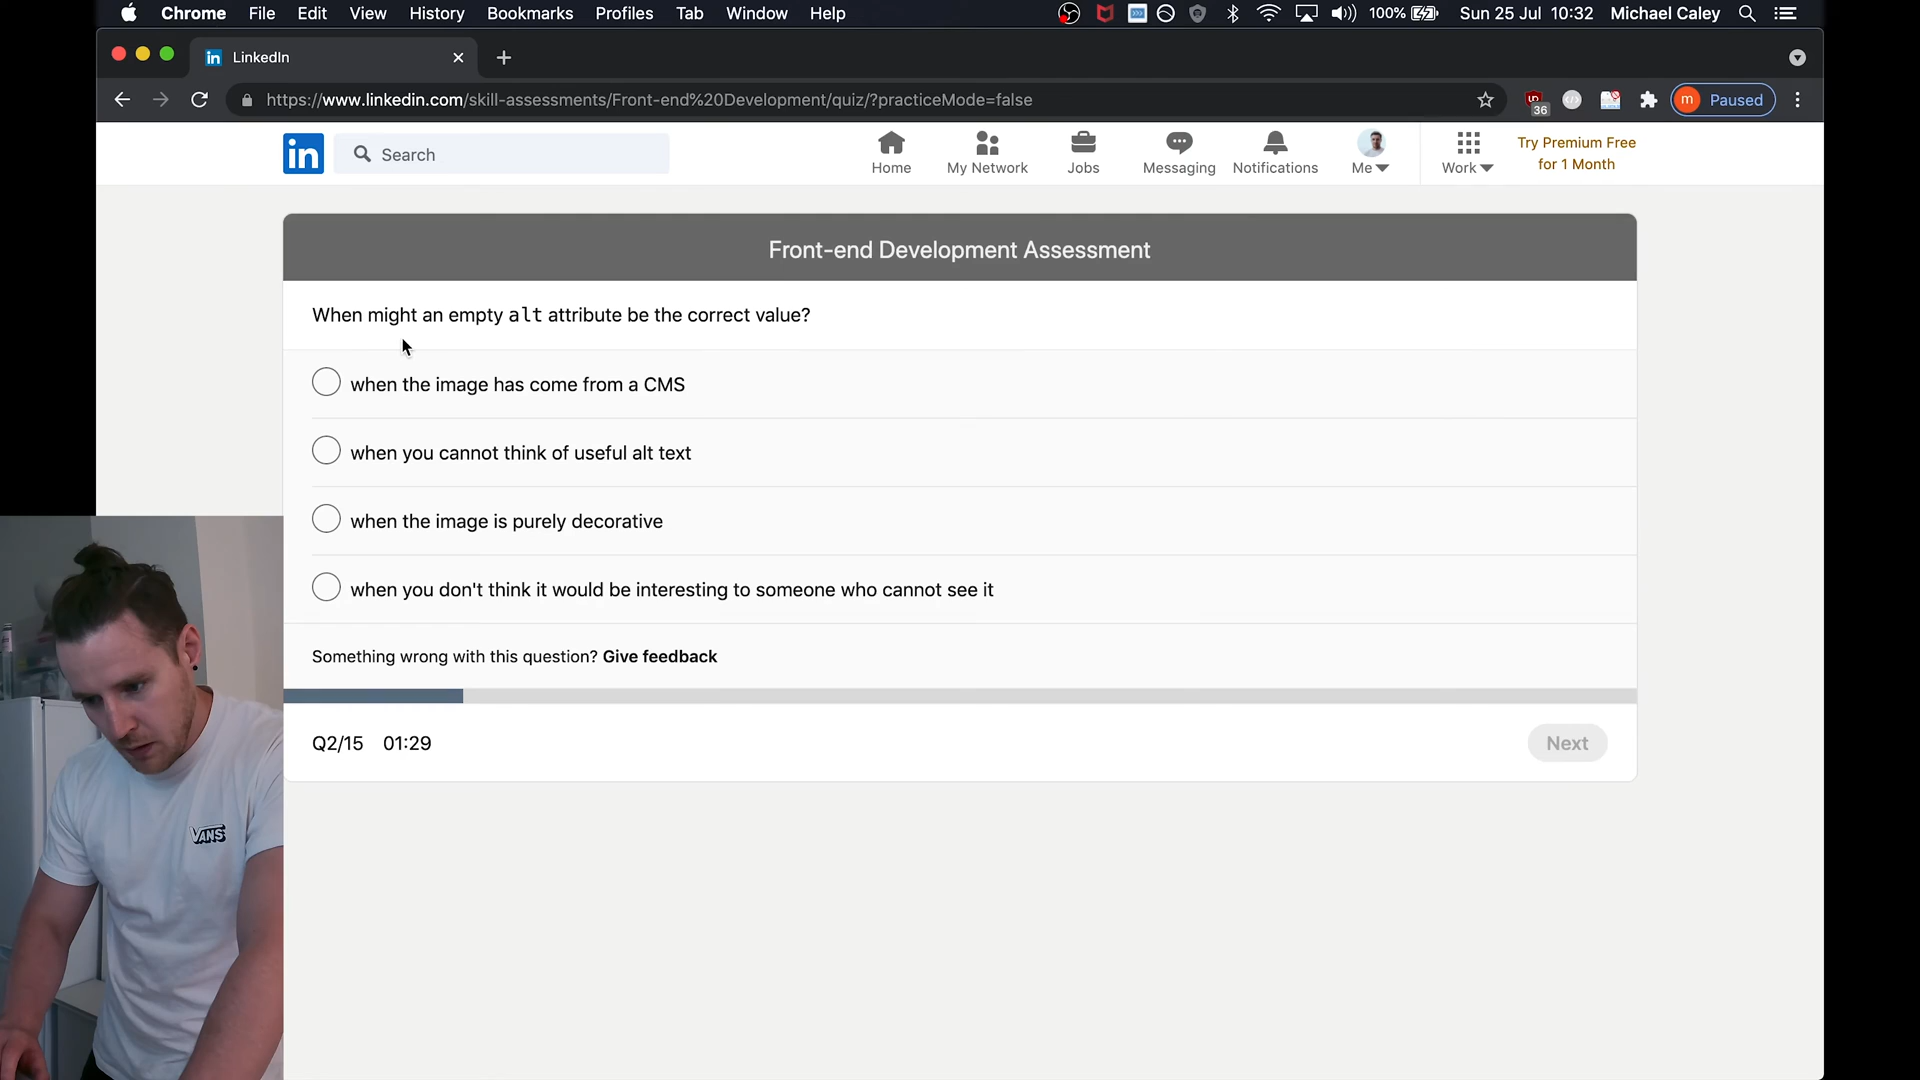 Chrome File Edit View History Bookmarks Profiles Tab Window Help 100% Sun 25 Jul 10:32 Michael Caley
in LinkedIn
https://www.linkedin.com/skill-assessments/Front-end%20Development/quiz/?practiceMode=false 36 m Paused
in Search Home My Network Jobs Messaging Notifications Me Work Try Premium Free
for 1 Month
Front-end Development Assessment
When might an empty alt attribute be the correct value?
when the image has come from a CMS
when you cannot think of useful alt text
when the image is purely decorative
when you don't think it would be interesting to someone who cannot see it
Something wrong with this question? Give feedback
Q2/15 01:29 Next
VANS